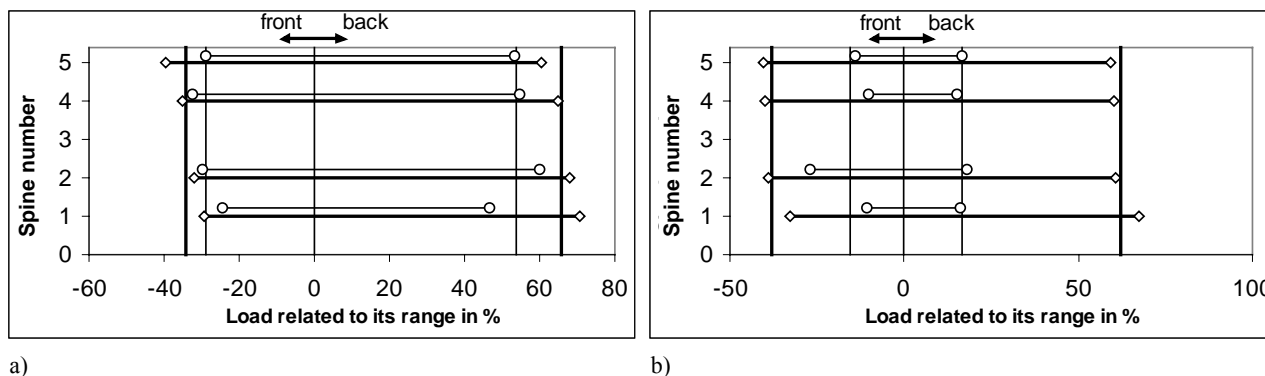 front back
Spine number
5
4
3
2
1
0
-60 -40 -20 0 20 40 60 80
Load related to its range in %
a)
front back
Spine number
5
4
3
2
1
0
-50 0 50 100
Load related to its range in %
b)